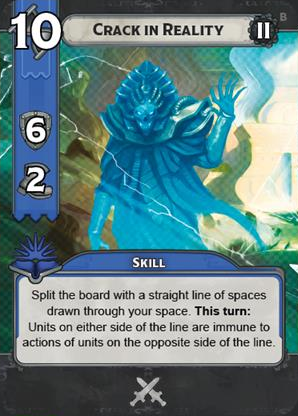 10
CRACK IN REALITY
II
B
6
2
SKILL
Split the board with a straight line of spaces
drawn through your space. This turn:
Units on either side of the line are immune to
actions of units on the opposite side of the line.